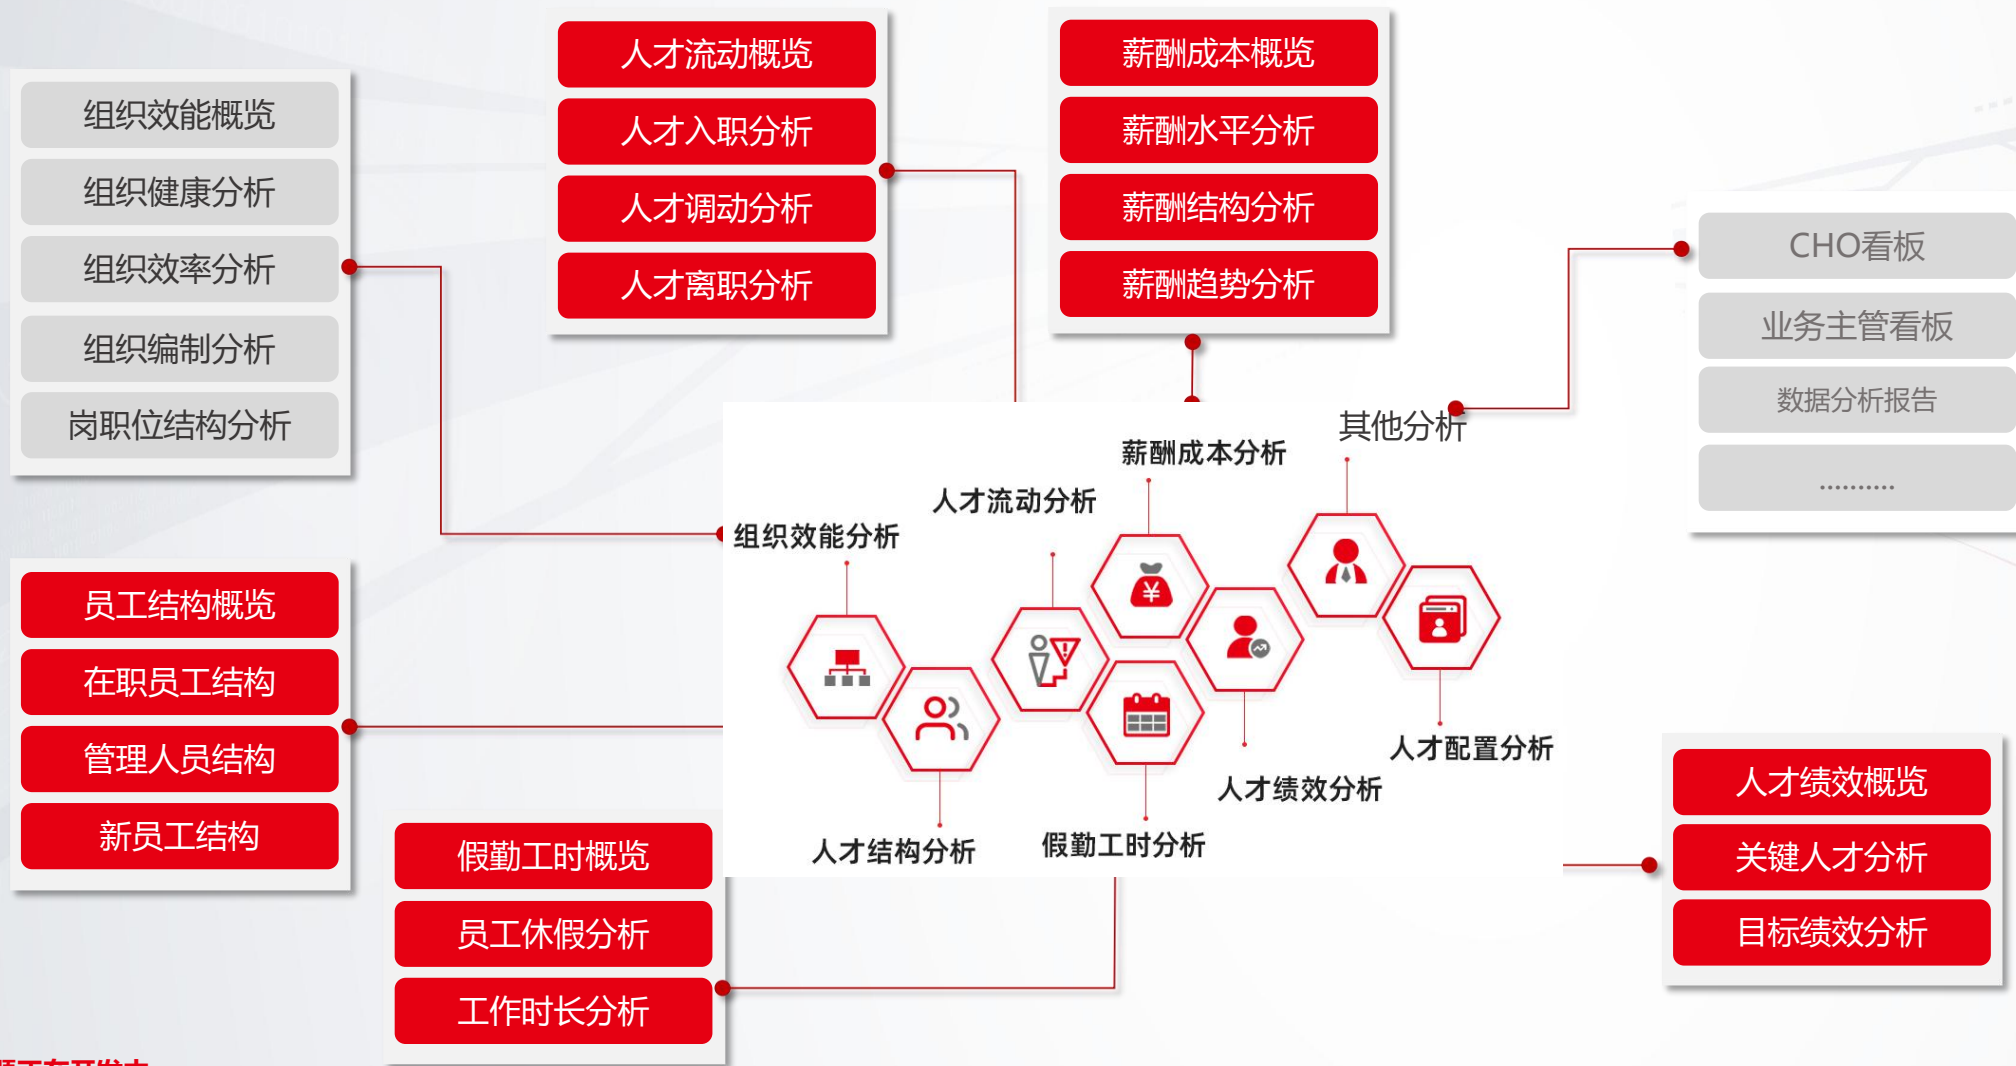 人才流动概览
人才入职分析
人才调动分析
人才离职分析
薪酬成本概览
薪酬水平分析
薪酬结构分析
薪酬趋势分析
组织效能概览
组织健康分析
组织效率分析
组织编制分析
岗职位结构分析
CHO看板
业务主管看板
数据分析报告
..........
其他分析
薪酬成本分析
人才流动分析
组织效能分析
¥
人才配置分析
人才绩效分析
假勤工时分析
人才结构分析
员工结构概览
在职员工结构
管理人员结构
新员工结构
假勤工时概览
员工休假分析
工作时长分析
人才绩效概览
关键人才分析
目标绩效分析